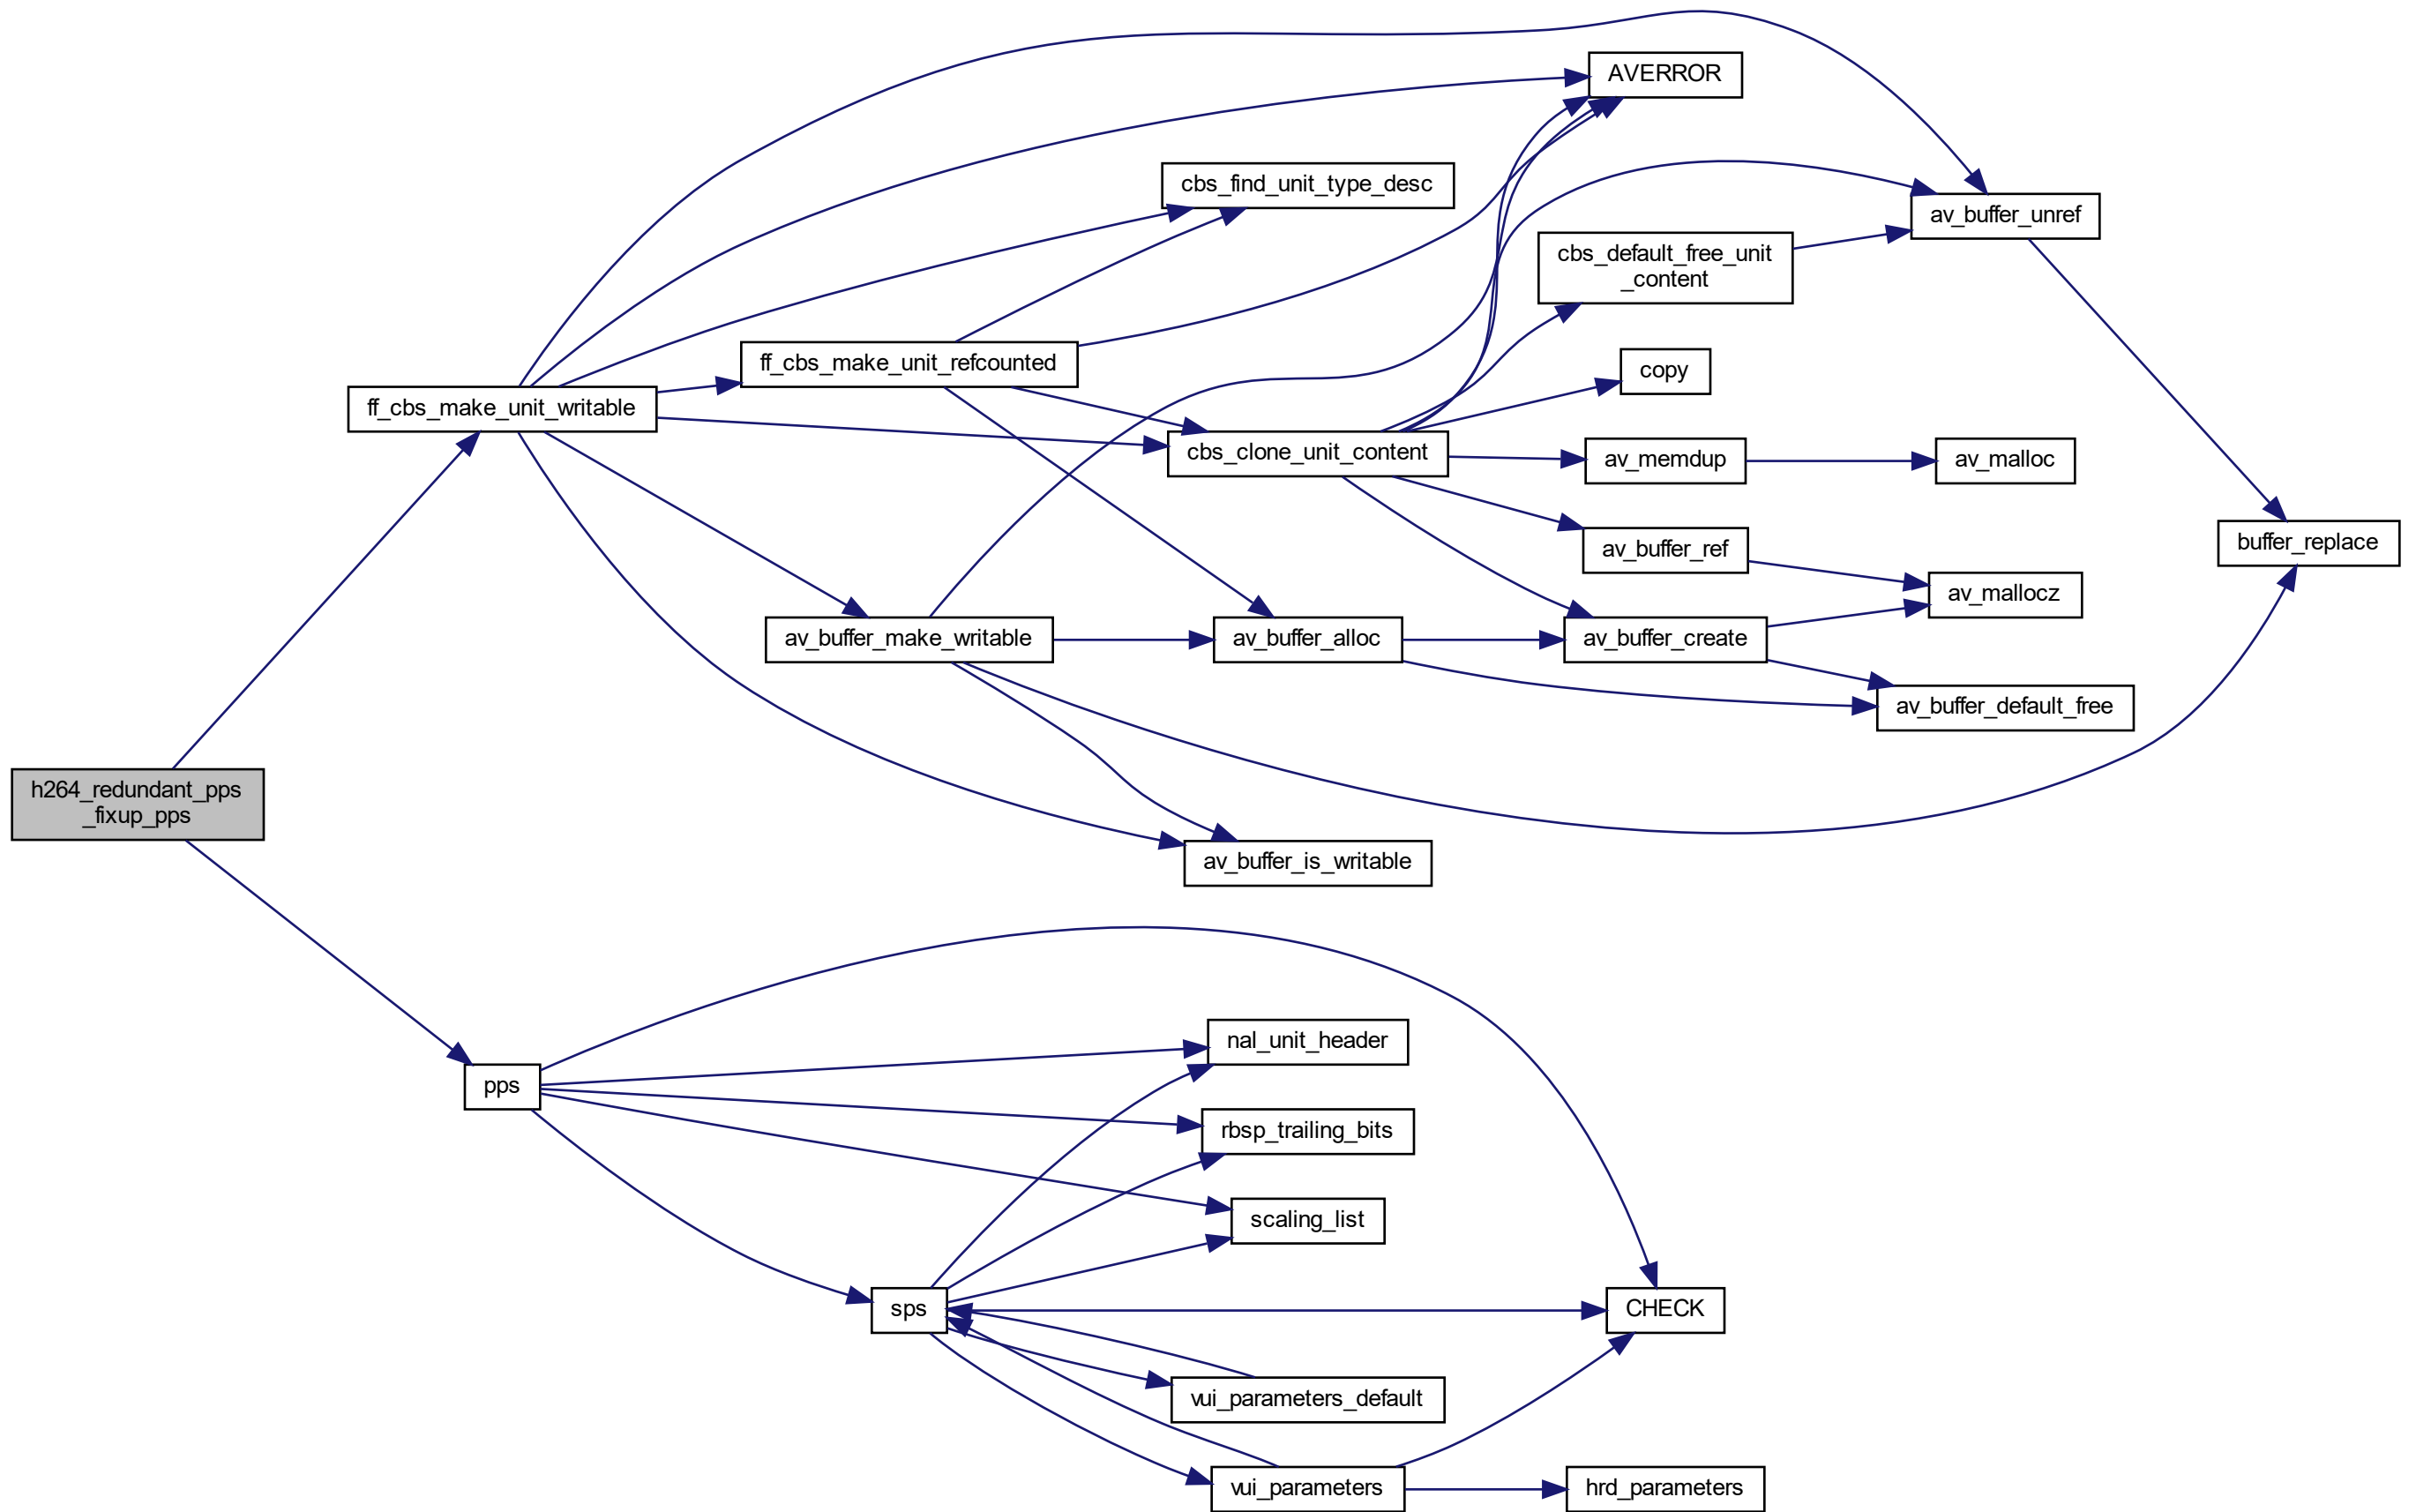 AVERROR
cbs_find_unit_type_desc
av_buffer_unref
cbs_default_free_unit
_content
ff_cbs_make_unit_refcounted
copy
ff_cbs_make_unit_writable
cbs_clone_unit_content
av_memdup
av_malloc
av_buffer_ref
buffer_replace
av_mallocz
av_buffer_make_writable
av_buffer_alloc
av_buffer_create
av_buffer_default_free
h264_redundant_pps
_fixup_pps
av_buffer_is_writable
nal_unit_header
pps
rbsp_trailing_bits
scaling_list
sps
CHECK
vui_parameters_default
vui_parameters
hrd_parameters